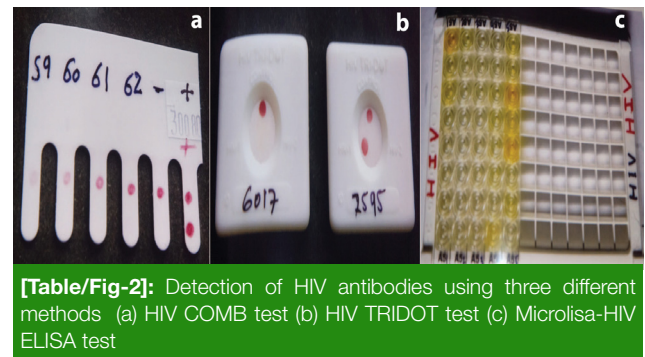 a
59 60 61 62 - +
+
b
6017
2595
c
HIV
HIV
HIV
[Table/Fig-2]: Detection of HIV antibodies using three different
methods (a) HIV COMB test (b) HIV TRIDOT test (c) Microlisa-HIV
ELISA test